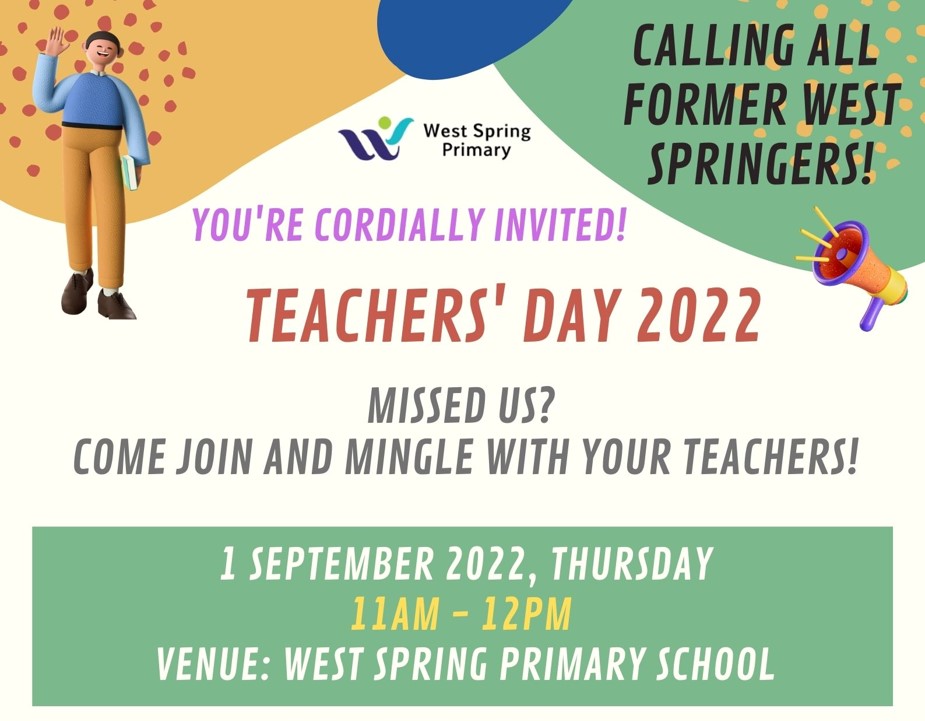 CALLING ALL
FORMER WEST
SPRINGERS!
West Spring
Primary
YOU'RE CORDIALLY INVITED!
TEACHERS' DAY 2022
MISSED US?
COME JOIN AND MINGLE WITH YOUR TEACHERS!
1 SEPTEMBER 2022, THURSDAY
11AM – 12PM
VENUE: WEST SPRING PRIMARY SCHOOL